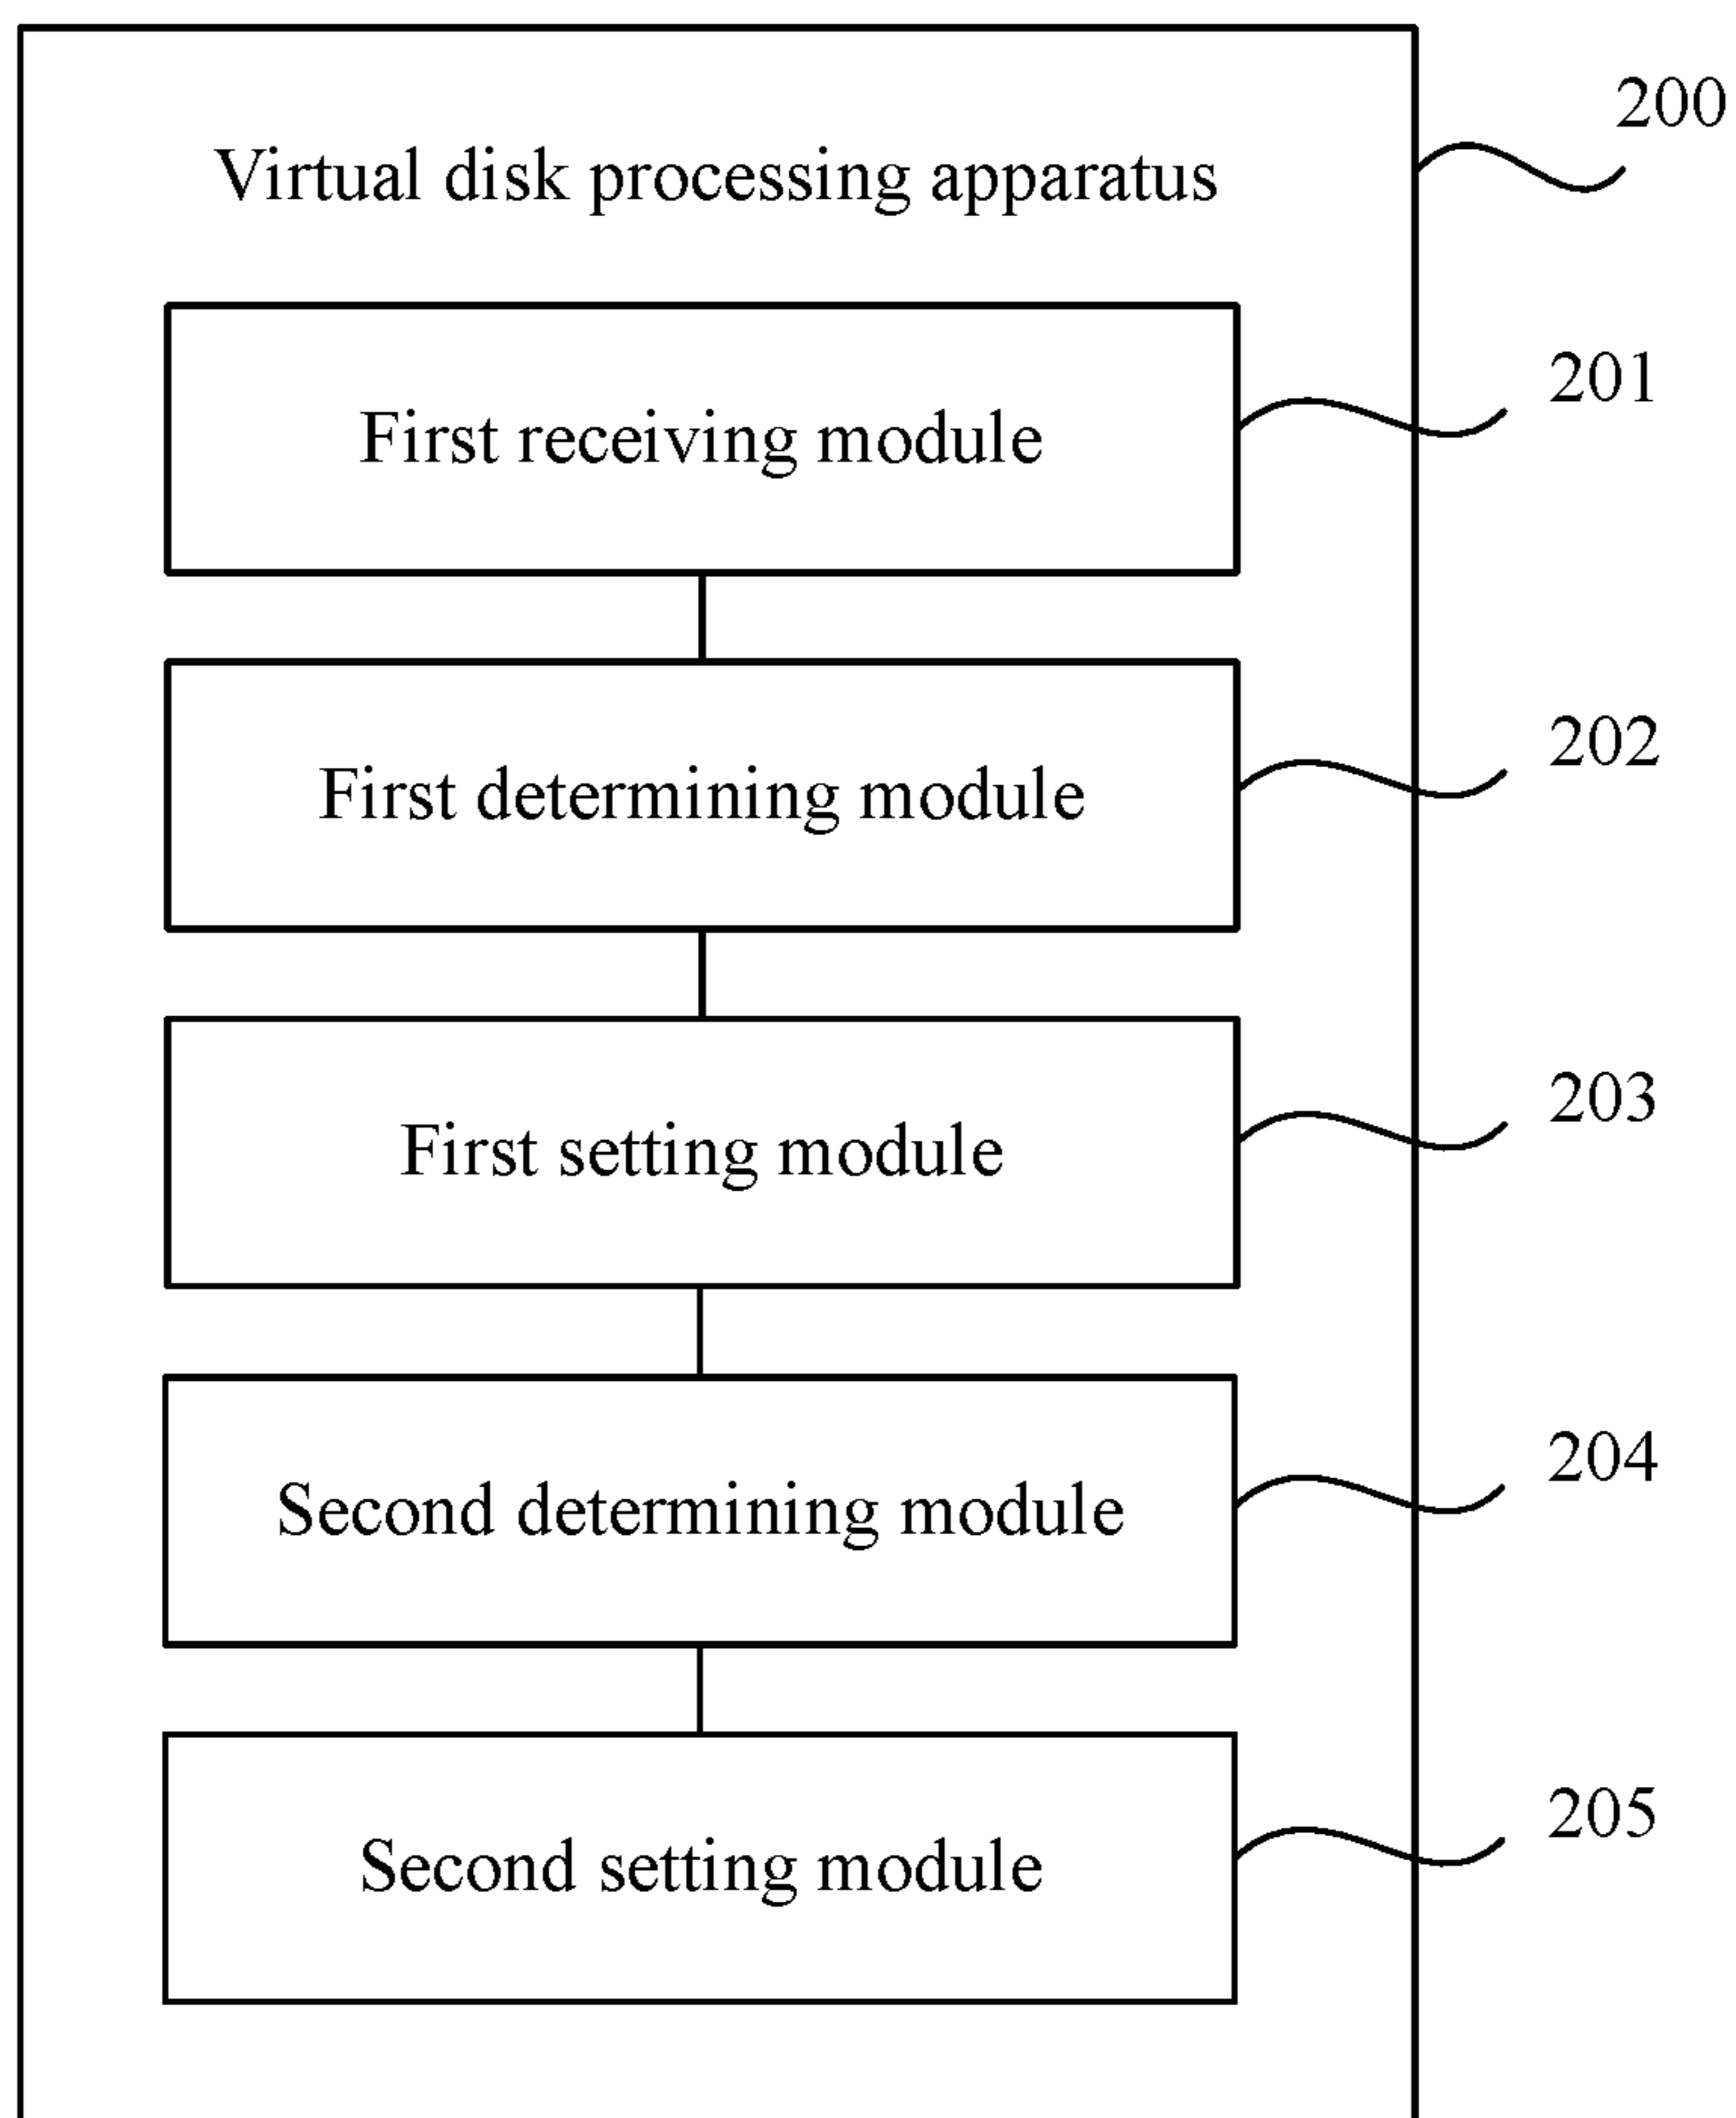 200
Virtual disk processing apparatus
201
First receiving module
202
First determining module
203
First setting module
204
Second determining module
205
Second setting module